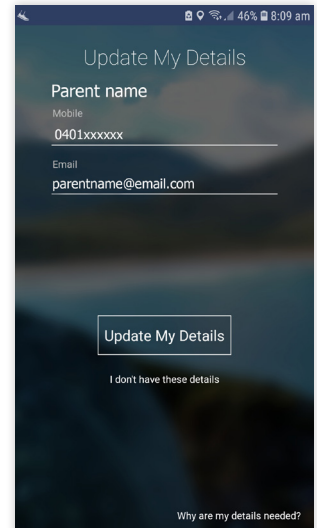 46% 8:09 am
Update My Details
Parent name
Mobile
0401xxxxxx
Email
parentname@email.com
Update My Details
I don't have these details
Why are my details needed?